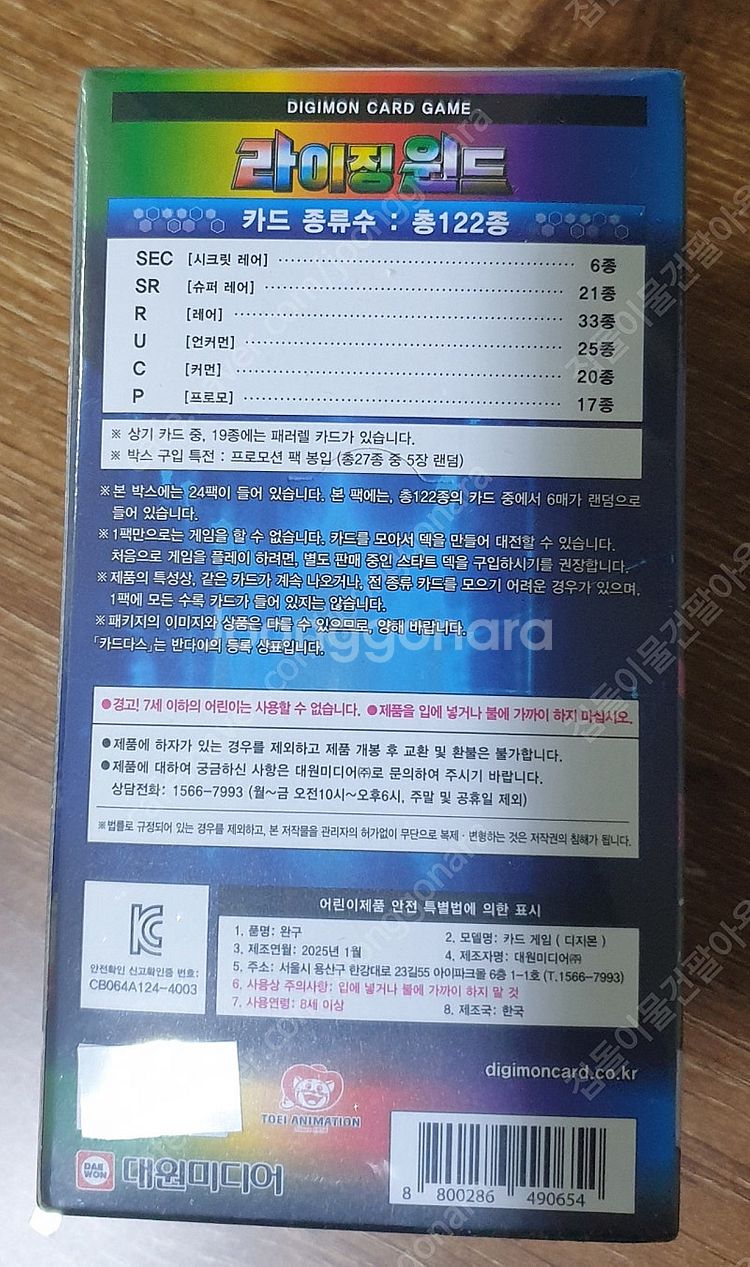 DIGIMON CARD GAME
라이징 윈드
카드 종류수 : 총122종
SEC [시크릿 레어] 6종
SR [슈퍼 레어] 21종
R [레어] 33종
U [언커먼] 25종
C [커먼] 20종
P [프로모] 17종
※ 상기 카드 중, 19종에는 패러렐 카드가 있습니다.
※ 박스 구입 특전 : 프로모션 팩 봉입 (총27종 중 5장 랜덤)
※본 박스에는 24팩이 들어 있습니다. 본 팩에는, 총122종의 카드 중에서 6매가 랜덤으로
들어 있습니다.
※1팩만으로는 게임을 할 수 없습니다. 카드를 모아서 덱을 만들어 대전할 수 있습니다.
처음으로 게임을 플레이 하려면, 별도 판매 중인 스타트 덱을 구입하시기를 권장합니다.
※제품의 특성상, 같은 카드가 계속 나오거나, 전 종류 카드를 모으기 어려운 경우가 있으며,
1팩에 모든 수록 카드가 들어 있지는 않습니다.
※패키지의 이미지와 상품은 다를 수 있으므로, 양해 바랍니다.
「카드다스」는 반다이의 등록 상표입니다.
joonggonara
●경고! 7세 이하의 어린이는 사용할 수 없습니다. ●제품을 입에 넣거나 불에 가까이 하지 마십시오.
●제품에 하자가 있는 경우를 제외하고 제품 개봉 후 교환 및 환불은 불가합니다.
●제품에 대하여 궁금하신 사항은 대원미디어㈜로 문의하여 주시기 바랍니다.
상담전화: 1566-7993 (월~금 오전10시~오후6시, 주말 및 공휴일 제외)
※법률로 규정되어 있는 경우를 제외하고, 본 저작물을 관리자의 허가없이 무단으로 복제·변형하는 것은 저작권의 침해가 됩니다.
KC
안전확인 신고확인증 번호:
CB064A124-4003
어린이제품 안전 특별법에 의한 표시
1. 품명: 완구
2. 모델명: 카드 게임 ( 디지몬 )
3. 제조연월: 2025년 1월
4. 제조자명: 대원미디어㈜
5. 주소: 서울시 용산구 한강대로 23길55 아이파크몰 6층 1-1호 (T.1566-7993)
6. 사용상 주의사항: 입에 넣거나 불에 가까이 하지 말 것
7. 사용연령: 8세 이상
8. 제조국: 한국
digimoncard.co.kr
TOEI ANIMATION
DAE WON
대원미디어
8 800286 490654